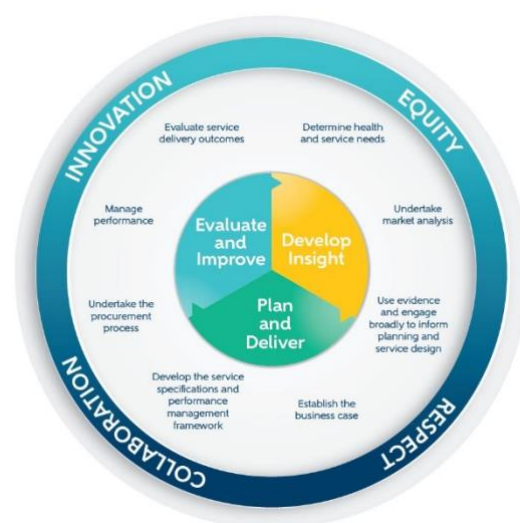 INNOVATION
EQUITY
RESPECT
COLLABORATION
Evaluate service
delivery outcomes
Determine health
and service needs
Undertake
market analysis
Use evidence
and engage
broadly to inform
planning and
service design
Establish the
business case
Develop the service
specifications and
performance
management
framework
Undertake the
procurement
process
Manage
performance
Evaluate
and
Improve
Develop
Insight
Plan
and
Deliver